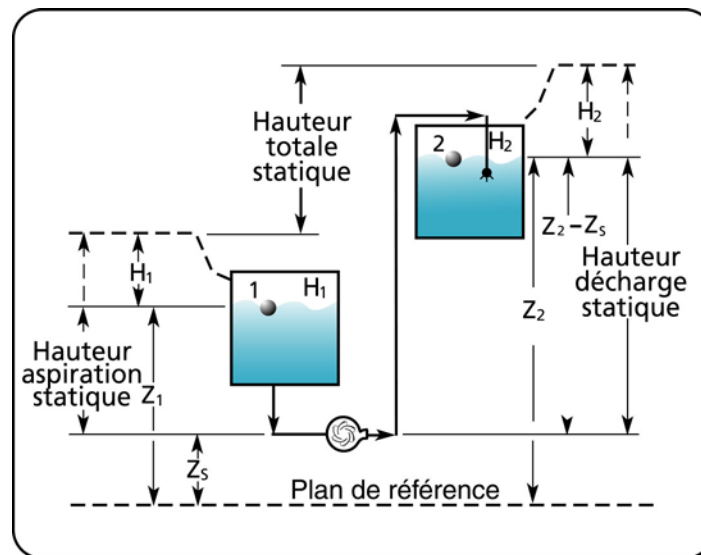 Hauteur
totale
statique
H₂
2
H₂
Z₂–Zₛ
Hauteur
décharge
statique
Z₂
H₁
1
H₁
Hauteur
aspiration
statique
Z₁
Zₛ
Plan de référence